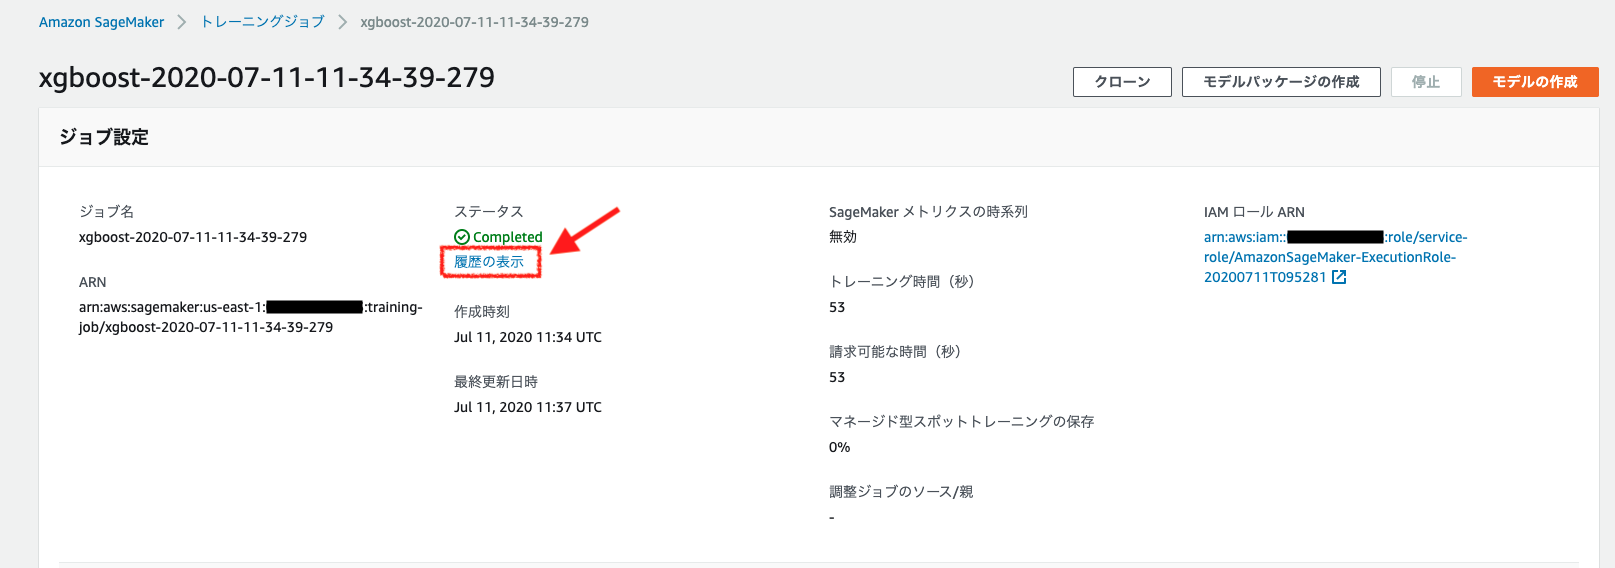 Amazon SageMaker > トレーニングジョブ > xgboost-2020-07-11-11-34-39-279
xgboost-2020-07-11-11-34-39-279
クローン
モデルパッケージの作成
停止
モデルの作成
ジョブ設定
ジョブ名
xgboost-2020-07-11-11-34-39-279
ARN
arn:aws:sagemaker:us-east-1: :training-
job/xgboost-2020-07-11-11-34-39-279
ステータス
Completed
履歴の表示
作成時刻
Jul 11, 2020 11:34 UTC
最終更新日時
Jul 11, 2020 11:37 UTC
SageMaker メトリクスの時系列
無効
トレーニング時間（秒）
53
請求可能な時間（秒）
53
マネージド型スポットトレーニングの保存
0%
調整ジョブのソース/親
-
IAM ロール ARN
arn:aws:iam:: :role/service-
role/AmazonSageMaker-ExecutionRole-
20200711T095281